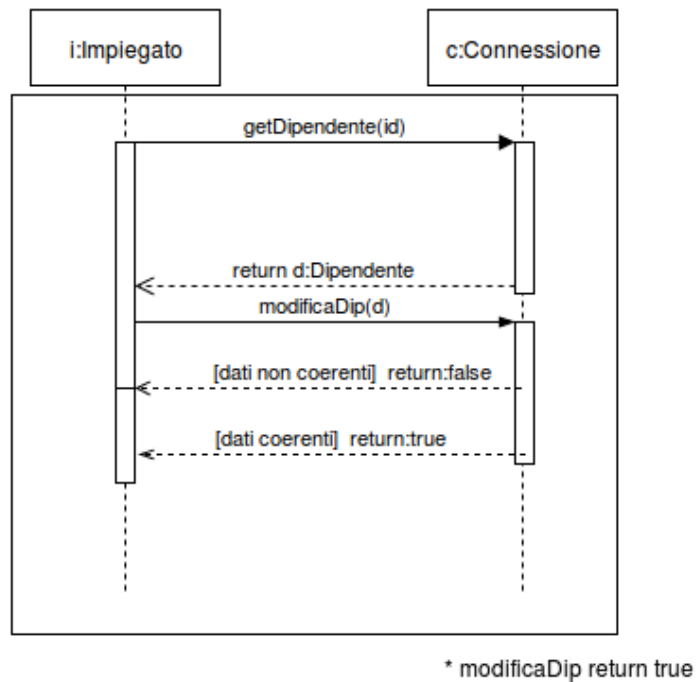 i:Impiegato
c:Connessione
getDipendente(id)
return d:Dipendente
modificaDip(d)
[dati non coerenti]  return:false
[dati coerenti]  return:true
* modificaDip return true